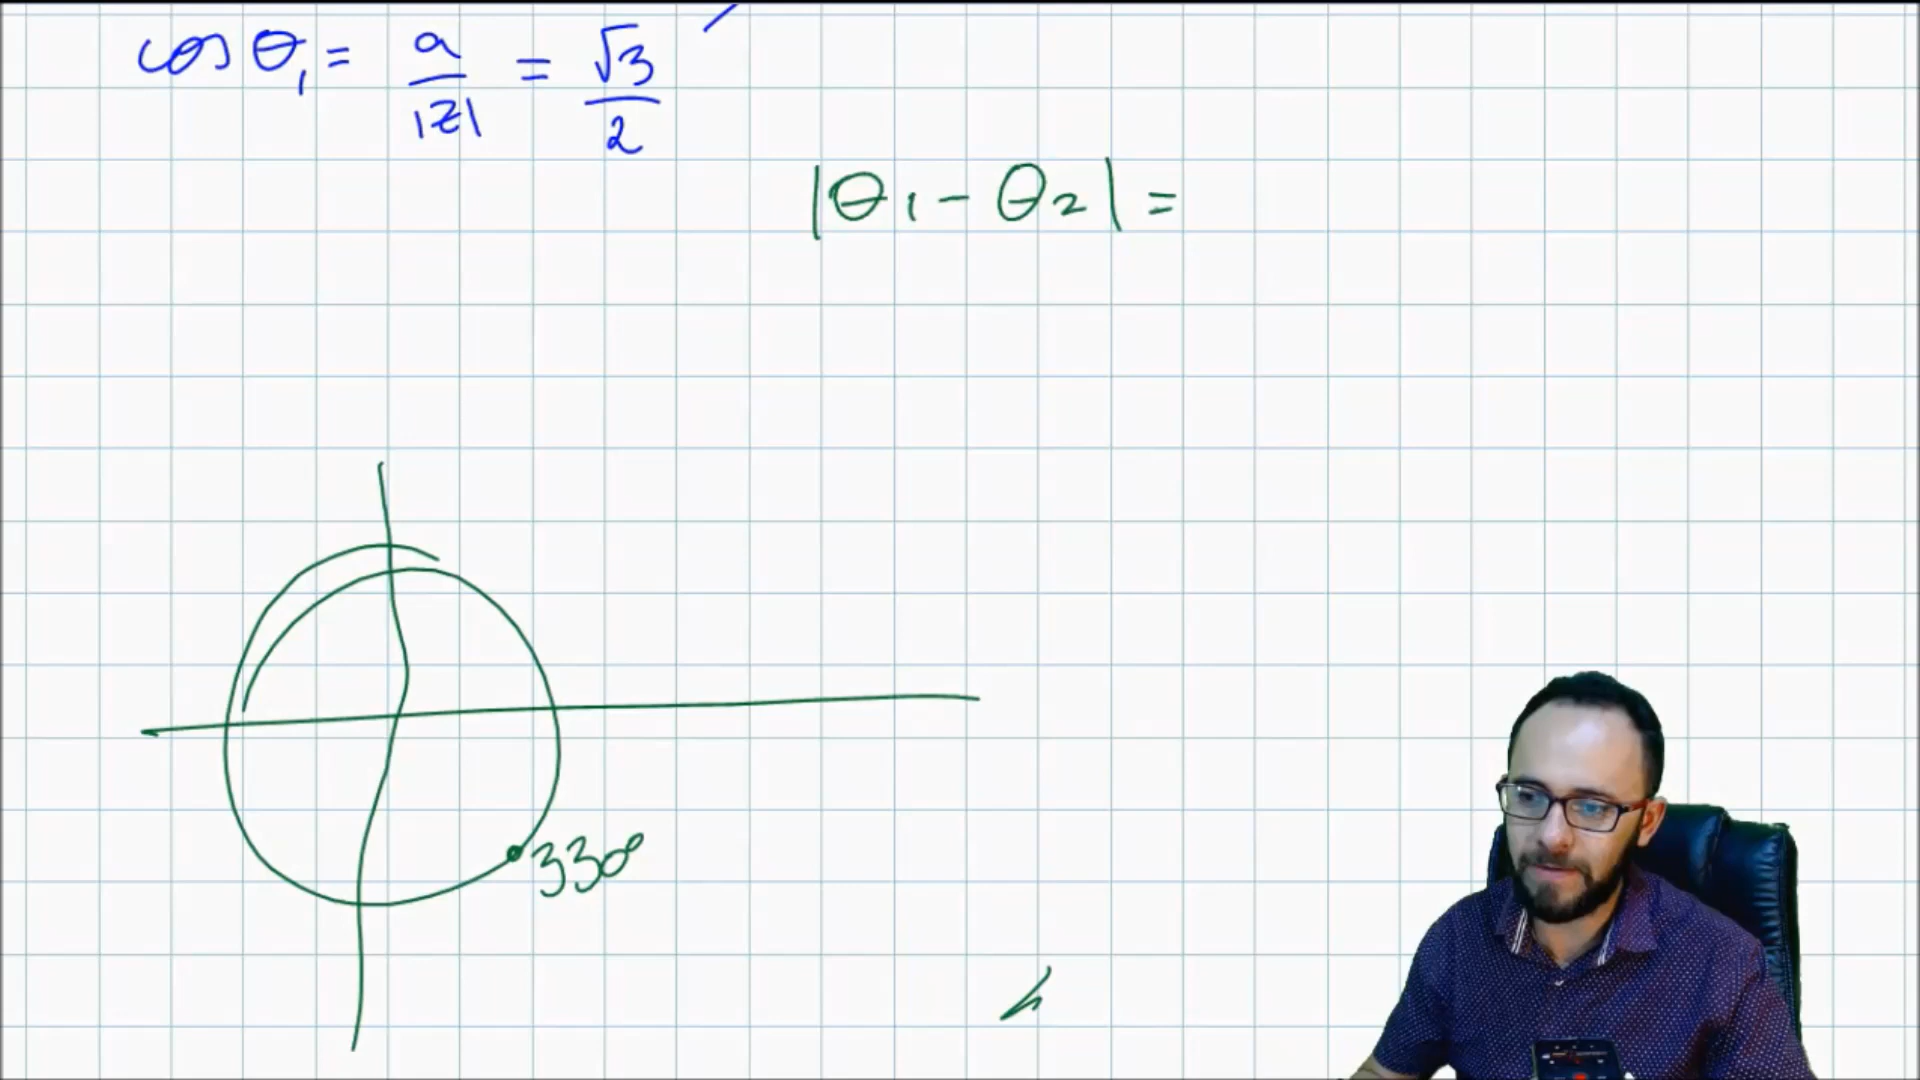 cos θ₁ = a/|z| = √3/2
|θ₁ - θ₂| =
330°